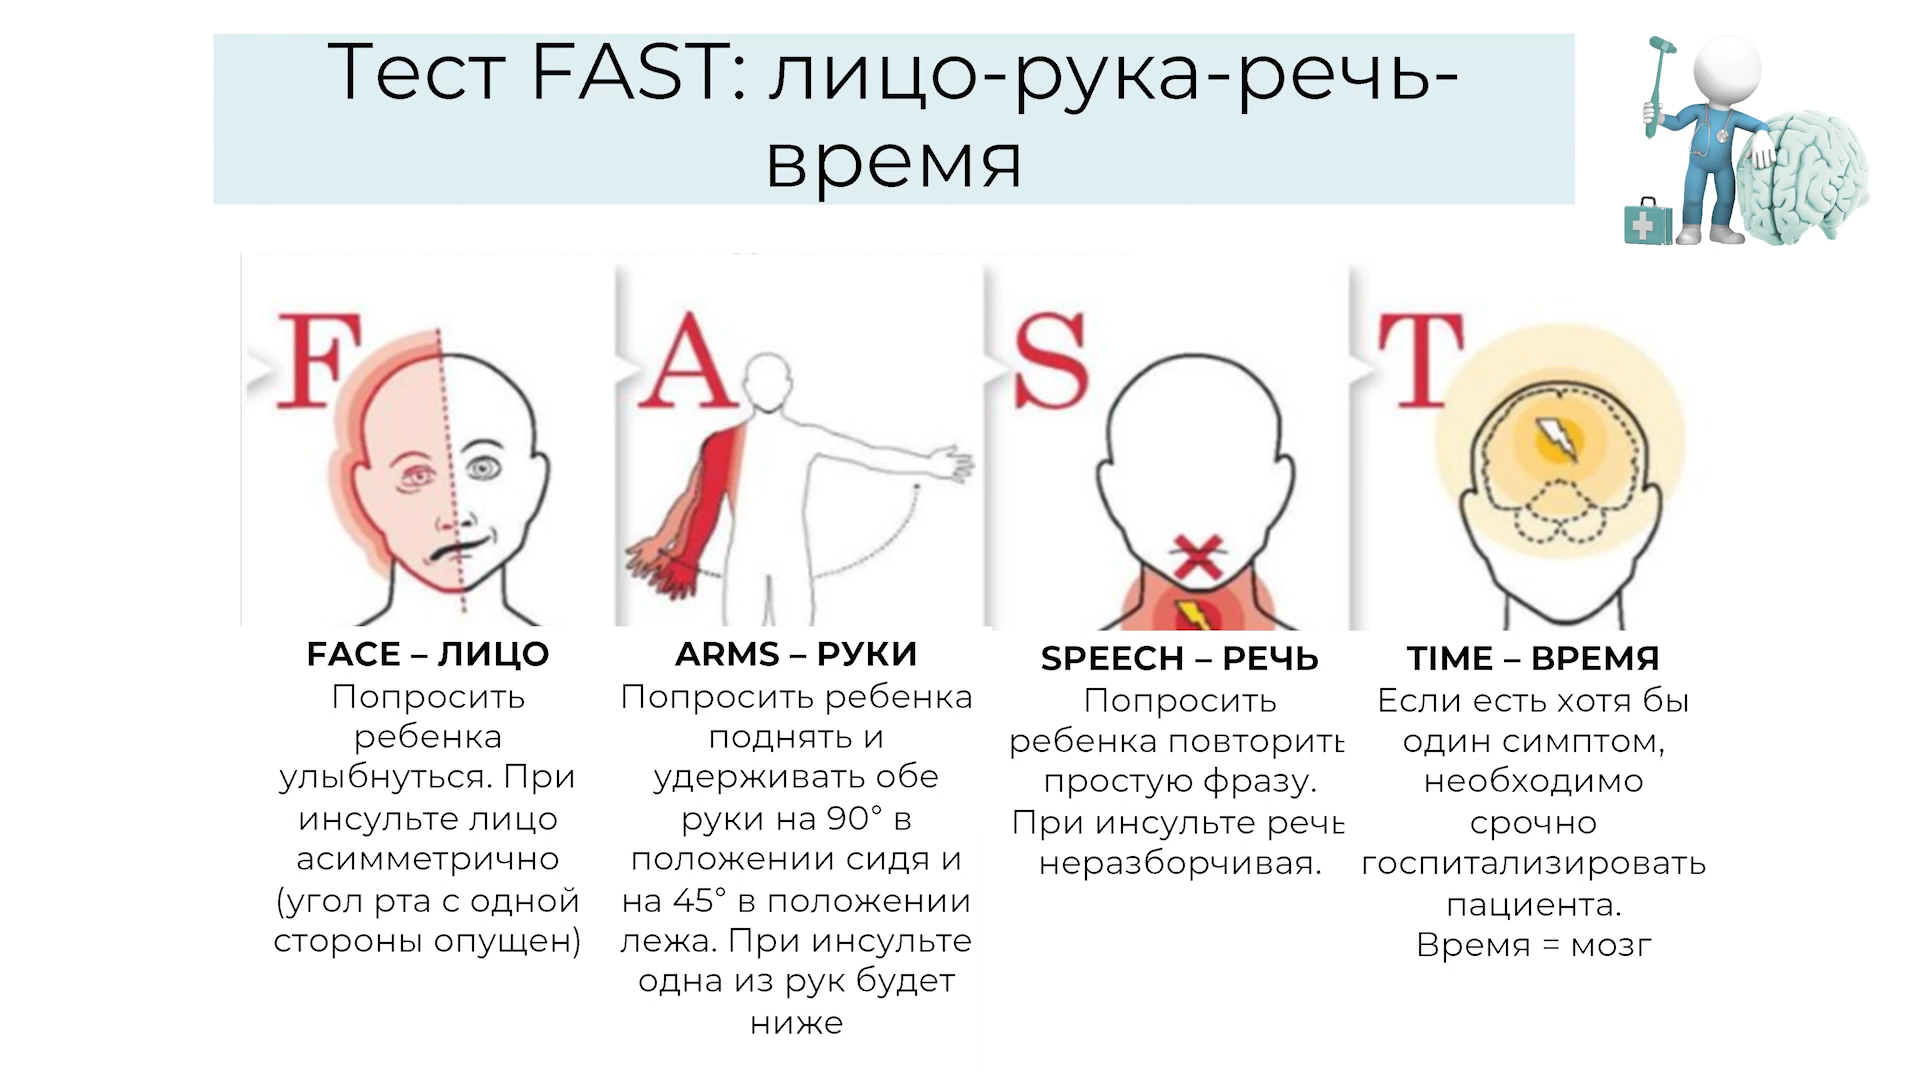 Тест FAST: лицо-рука-речь-
время
F
A
S
T
FACE – ЛИЦО
Попросить
ребенка
улыбнуться. При
инсульте лицо
асимметрично
(угол рта с одной
стороны опущен)
ARMS – РУКИ
Попросить ребенка
поднять и
удерживать обе
руки на 90° в
положении сидя и
на 45° в положении
лежа. При инсульте
одна из рук будет
ниже
SPEECH – РЕЧЬ
Попросить
ребенка повторить
простую фразу.
При инсульте речь
неразборчивая.
TIME – ВРЕМЯ
Если есть хотя бы
один симптом,
необходимо
срочно
госпитализировать
пациента.
Время = мозг